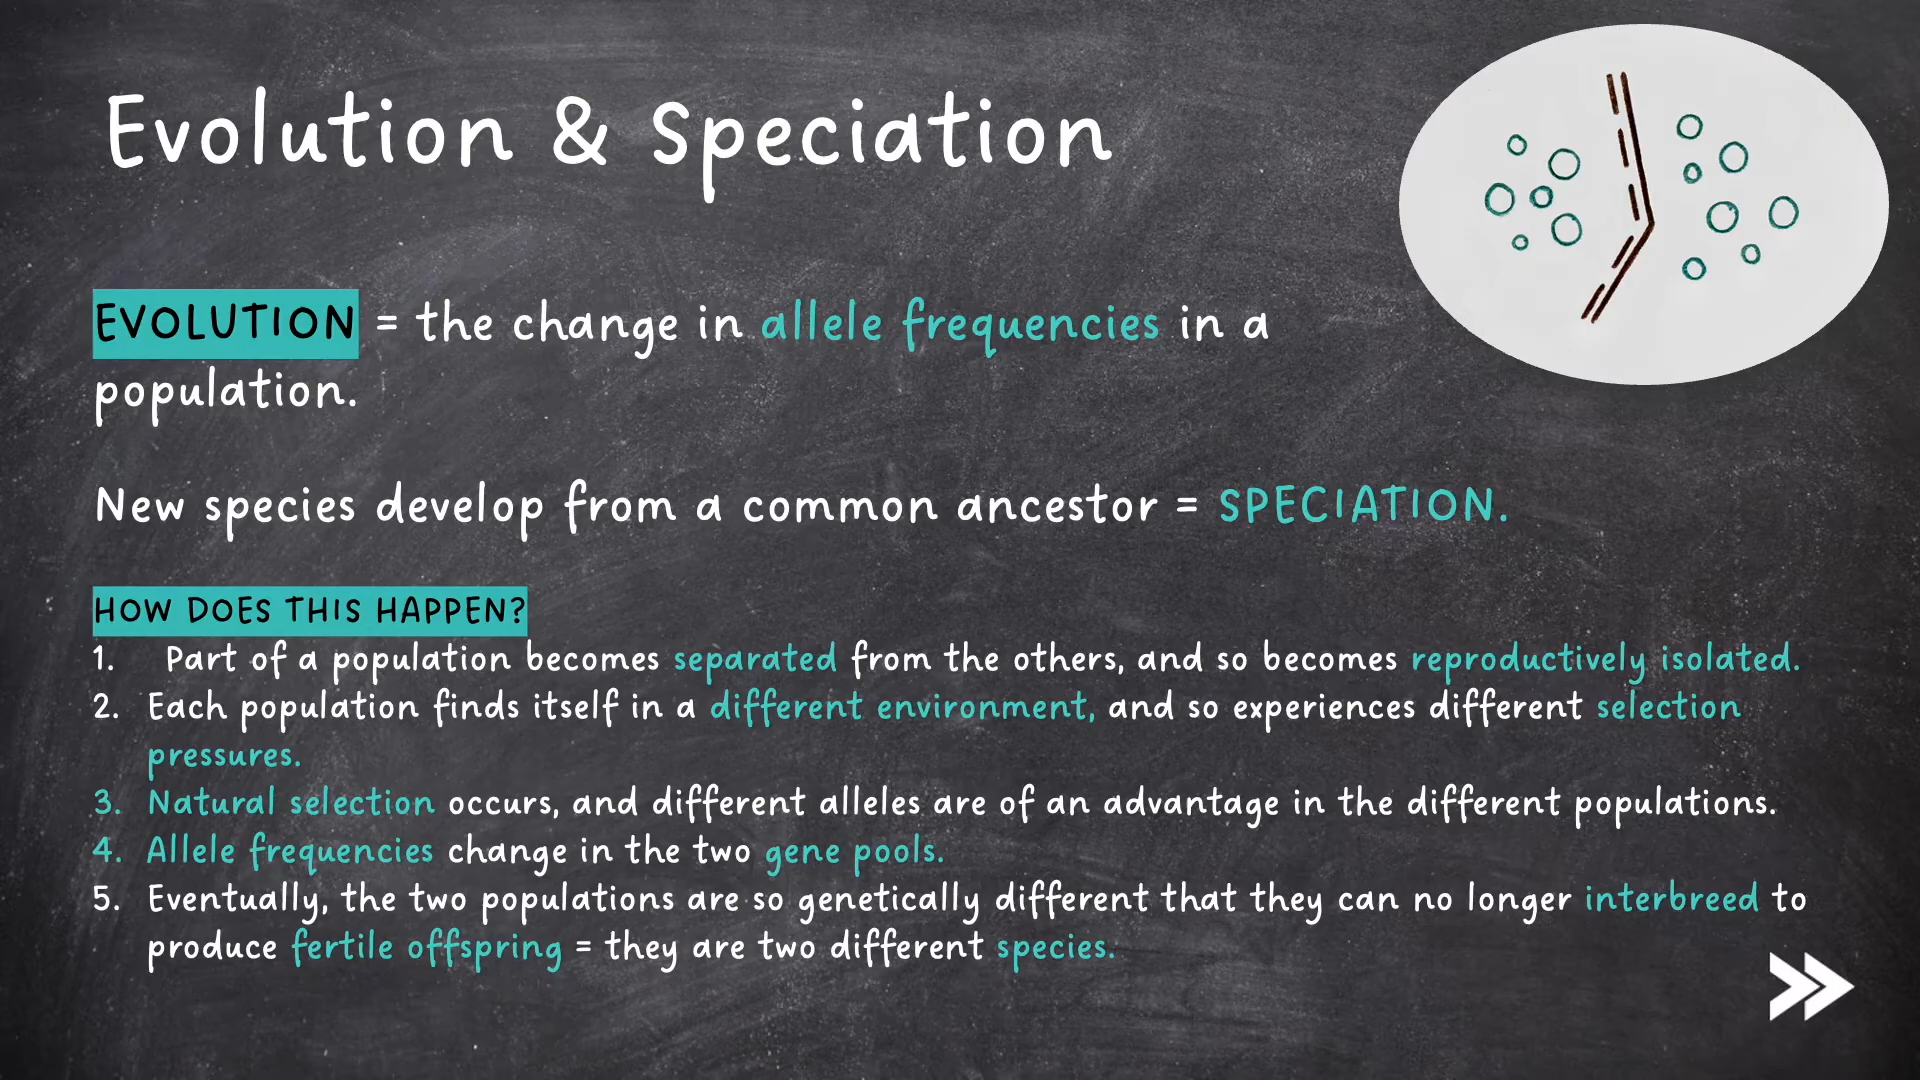 Evolution & Speciation
EVOLUTION = the change in allele frequencies in a
population.
New species develop from a common ancestor = SPECIATION.
HOW DOES THIS HAPPEN?
1. Part of a population becomes separated from the others, and so becomes reproductively isolated.
2. Each population finds itself in a different environment, and so experiences different selection
pressures.
3. Natural selection occurs, and different alleles are of an advantage in the different populations.
4. Allele frequencies change in the two gene pools.
5. Eventually, the two populations are so genetically different that they can no longer interbreed to
produce fertile offspring = they are two different species.